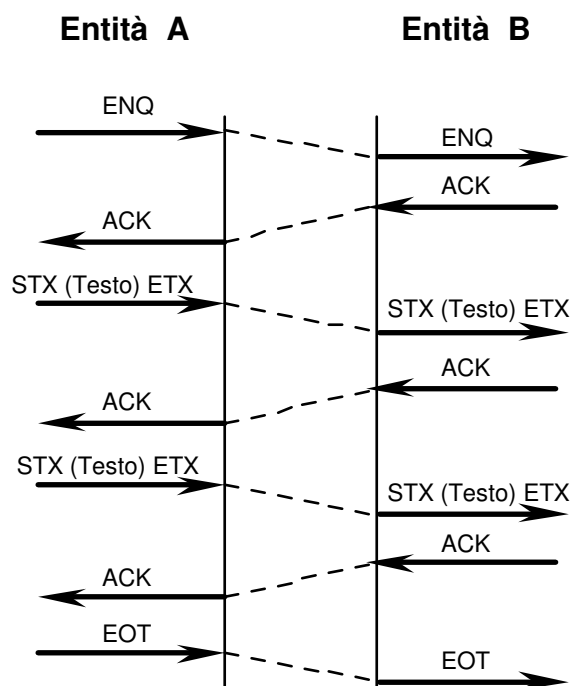 Entità A
Entità B
ENQ
ENQ
ACK
ACK
STX (Testo) ETX
STX (Testo) ETX
ACK
ACK
STX (Testo) ETX
STX (Testo) ETX
ACK
ACK
EOT
EOT